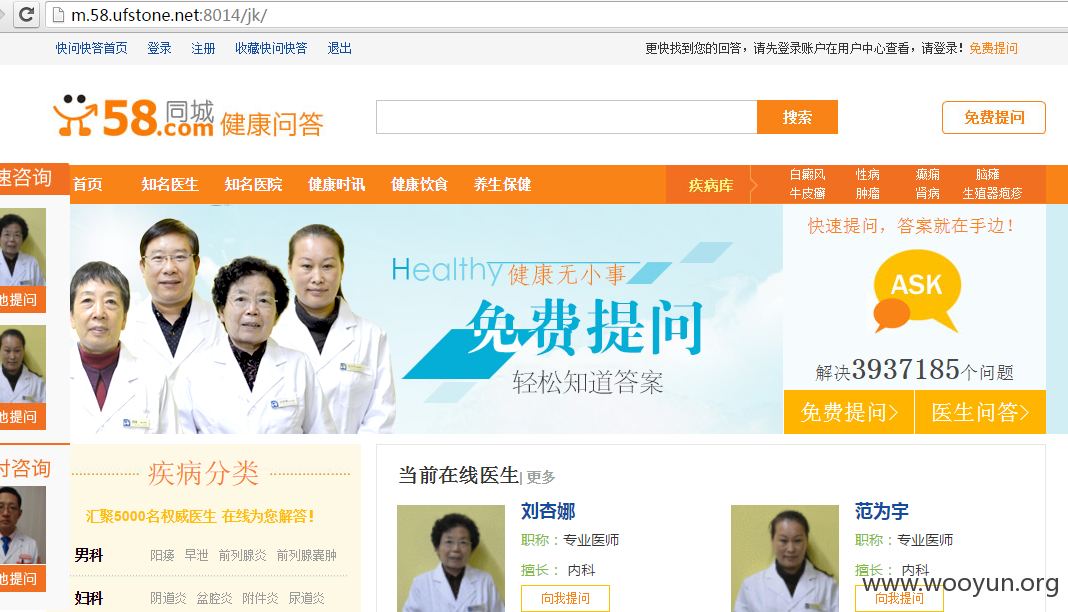 m.58.ufstone.net:8014/jk/
快问快答首页 登录 注册 收藏快问快答 退出 更快找到您的回答，请先登录账户在用户中心查看，请登录！免费提问
58.com 同城 健康问答 搜索 免费提问
速咨询
首页 知名医生 知名医院 健康时讯 健康饮食 养生保健 疾病库
白癜风 性病 癫痫 脑瘫
牛皮癣 肿瘤 肾病 生殖器疱疹
他提问
他提问
时咨询
他提问
Healthy 健康无小事
免费提问
轻松知道答案
快速提问，答案就在手边！
ASK
解决3937185个问题
免费提问> 医生问答>
疾病分类
汇聚5000名权威医生 在线为您解答！
男科 阳痿 早泄 前列腺炎 前列腺囊肿
妇科 阴道炎 盆腔炎 附件炎 尿道炎
当前在线医生| 更多
刘杏娜
职称：专业医师
擅长： 内科
向我提问
范为宇
职称：专业医师
擅长： 内科
向我提问
www.wooyun.org